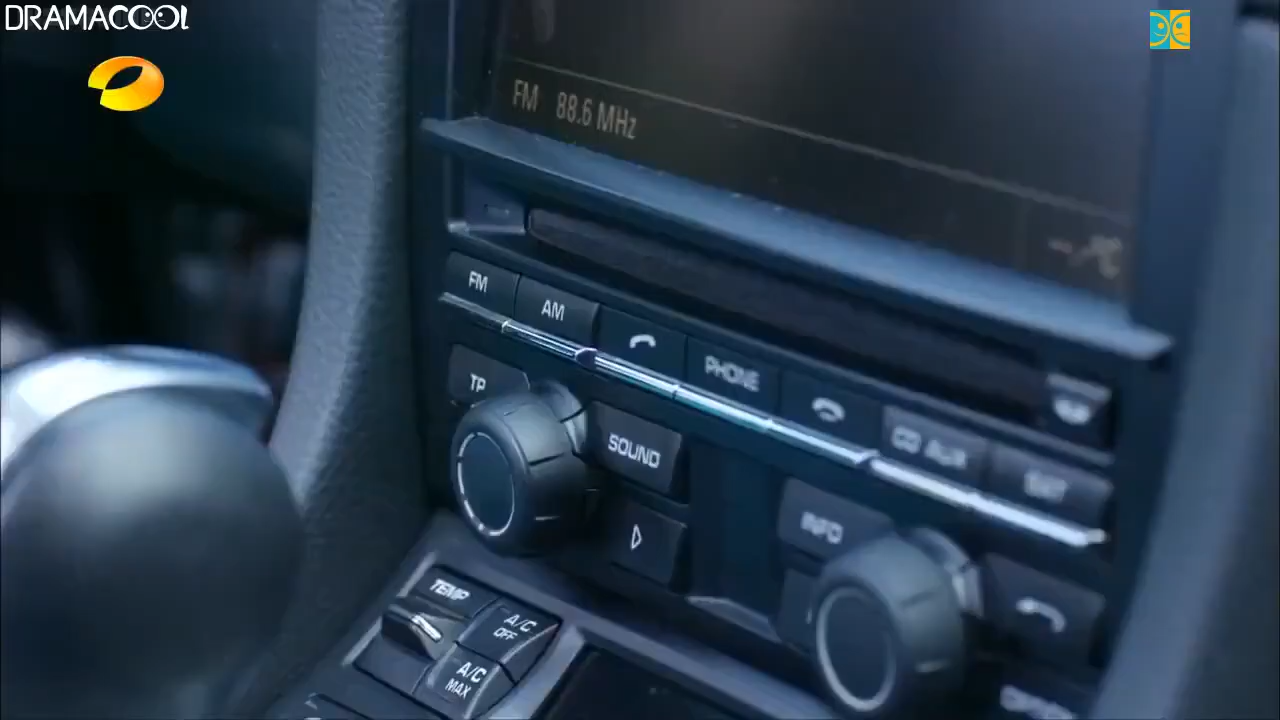 DRAMACOOL
FM 88.6 MHz
FM
AM
PHONE
CD AUX
TP
SOUND
INFO
TEMP
A/C
OFF
A/C
MAX